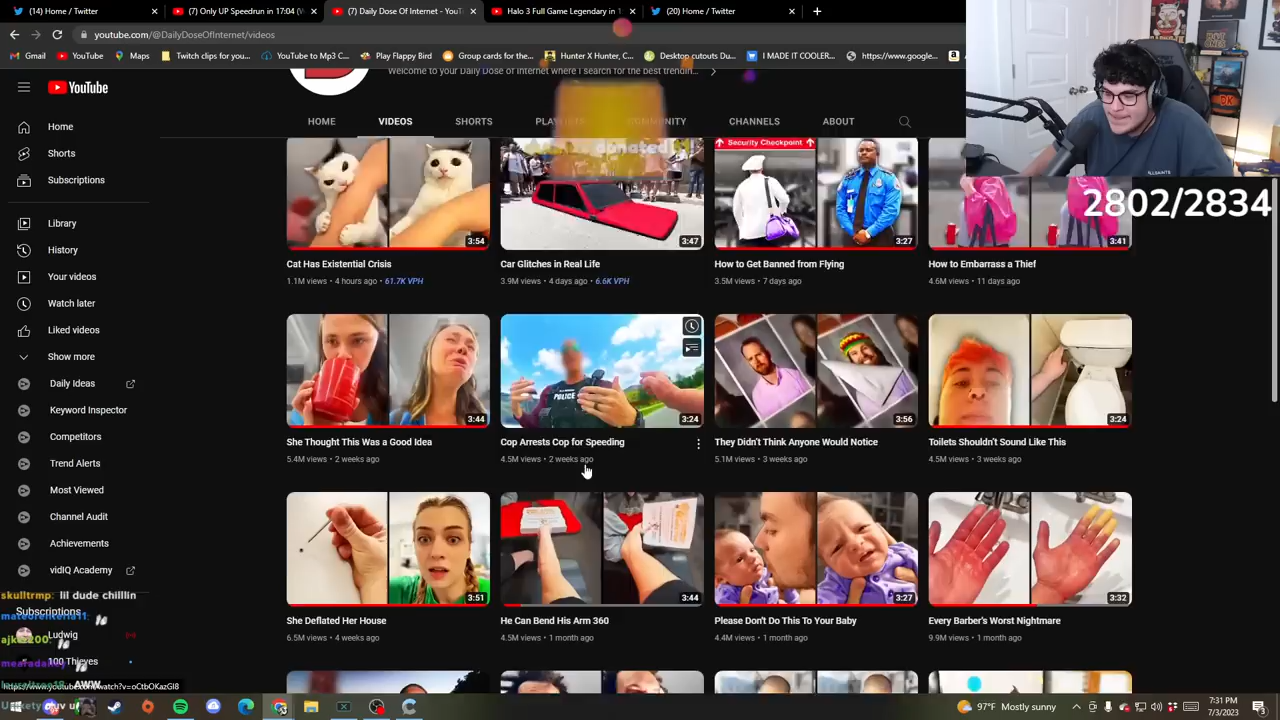 (14) Home / Twitter
(7) Only UP Speedrun in 17:04 (W
(7) Daily Dose Of Internet - YouT
Halo 3 Full Game Legendary in 1
(20) Home / Twitter
youtube.com/@DailyDoseOfInternet/videos
Gmail
YouTube
Maps
Twitch clips for you...
YouTube to Mp3 C...
Play Flappy Bird
Group cards for the...
Hunter X Hunter, C...
Desktop cutouts Du...
I MADE IT COOLER...
https://www.google...
YouTube
Welcome to your Daily Dose of Internet where I search for the best trendin...
HOME
VIDEOS
SHORTS
COMMUNITY
CHANNELS
ABOUT
donated
Home
Shorts
Subscriptions
Library
History
Your videos
Watch later
Liked videos
Show more
Daily Ideas
Keyword Inspector
Competitors
Trend Alerts
Most Viewed
Channel Audit
Achievements
vidIQ Academy
Subscriptions
Ludwig
100 Thieves
Security Checkpoint
3:54
3:47
3:27
3:41
2802/2834
Cat Has Existential Crisis
1.1M views • 4 hours ago • 61.7K VPH
Car Glitches in Real Life
3.9M views • 4 days ago • 6.6K VPH
How to Get Banned from Flying
3.5M views • 7 days ago
How to Embarrass a Thief
4.6M views • 11 days ago
POLICE
3:44
3:24
3:56
3:24
She Thought This Was a Good Idea
5.4M views • 2 weeks ago
Cop Arrests Cop for Speeding
4.5M views • 2 weeks ago
They Didn't Think Anyone Would Notice
5.1M views • 3 weeks ago
Toilets Shouldn't Sound Like This
4.5M views • 3 weeks ago
3:51
3:44
3:27
3:32
She Deflated Her House
6.5M views • 4 weeks ago
He Can Bend His Arm 360
4.5M views • 1 month ago
Please Don't Do This To Your Baby
4.4M views • 1 month ago
Every Barber's Worst Nightmare
9.9M views • 1 month ago
skulltrmp: lil dude chilllin
AWW
97°F Mostly sunny
7:31 PM
7/3/2023